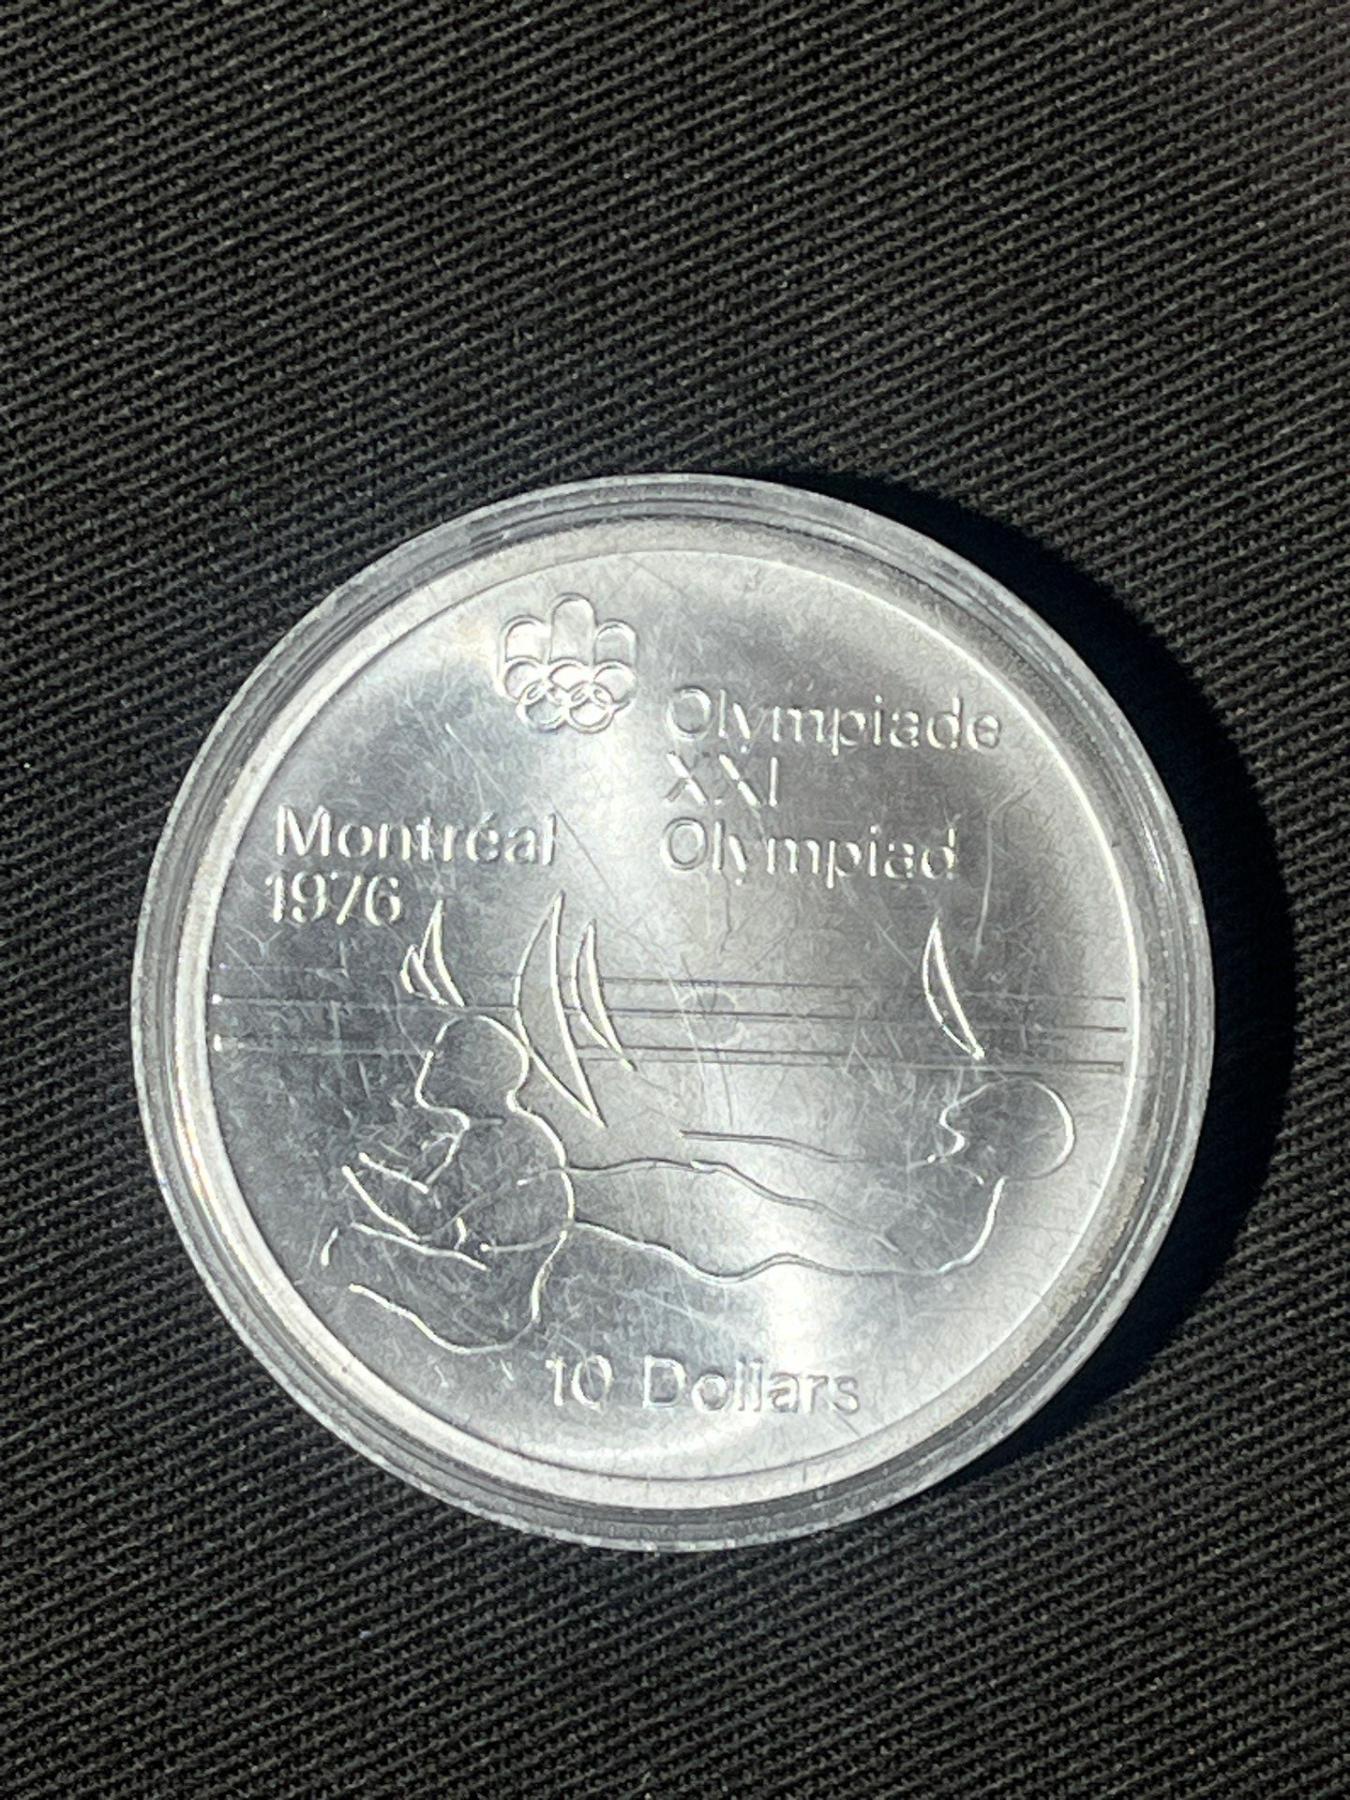 Olympiade
XXI
Olympiad
Montréal
1976
10 Dollars